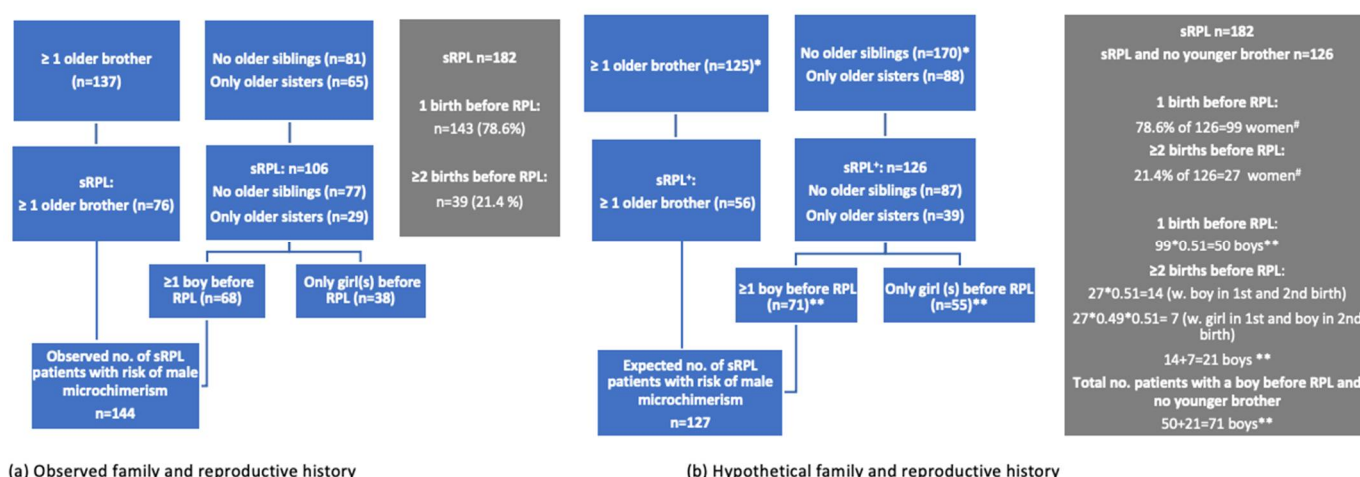 ≥ 1 older brother
(n=137)
No older siblings (n=81)
Only older sisters (n=65)
sRPL:
≥ 1 older brother (n=76)
sRPL: n=106
No older siblings (n=77)
Only older sisters (n=29)
≥1 boy before
RPL (n=68)
Only girl(s) before
RPL (n=38)
Observed no. of sRPL
patients with risk of male
microchimerism
n=144
sRPL n=182
1 birth before RPL:
n=143 (78.6%)
≥2 births before RPL:
n=39 (21.4 %)
(a) Observed family and reproductive history
≥ 1 older brother (n=125)*
No older siblings (n=170)*
Only older sisters (n=88)
sRPL⁺:
≥ 1 older brother (n=56)
sRPL⁺: n=126
No older siblings (n=87)
Only older sisters (n=39)
≥1 boy before RPL
(n=71)**
Only girl (s) before RPL
(n=55)**
Expected no. of sRPL
patients with risk of male
microchimerism
n=127
sRPL n=182
sRPL and no younger brother n=126
1 birth before RPL:
78.6% of 126=99 women#
≥2 births before RPL:
21.4% of 126=27 women#
1 birth before RPL:
99*0.51=50 boys**
≥2 births before RPL:
27*0.51=14 (w. boy in 1st and 2nd birth)
27*0.49*0.51= 7 (w. girl in 1st and boy in 2nd
birth)
14+7=21 boys **
Total no. patients with a boy before RPL and
no younger brother
50+21=71 boys**
(b) Hypothetical family and reproductive history